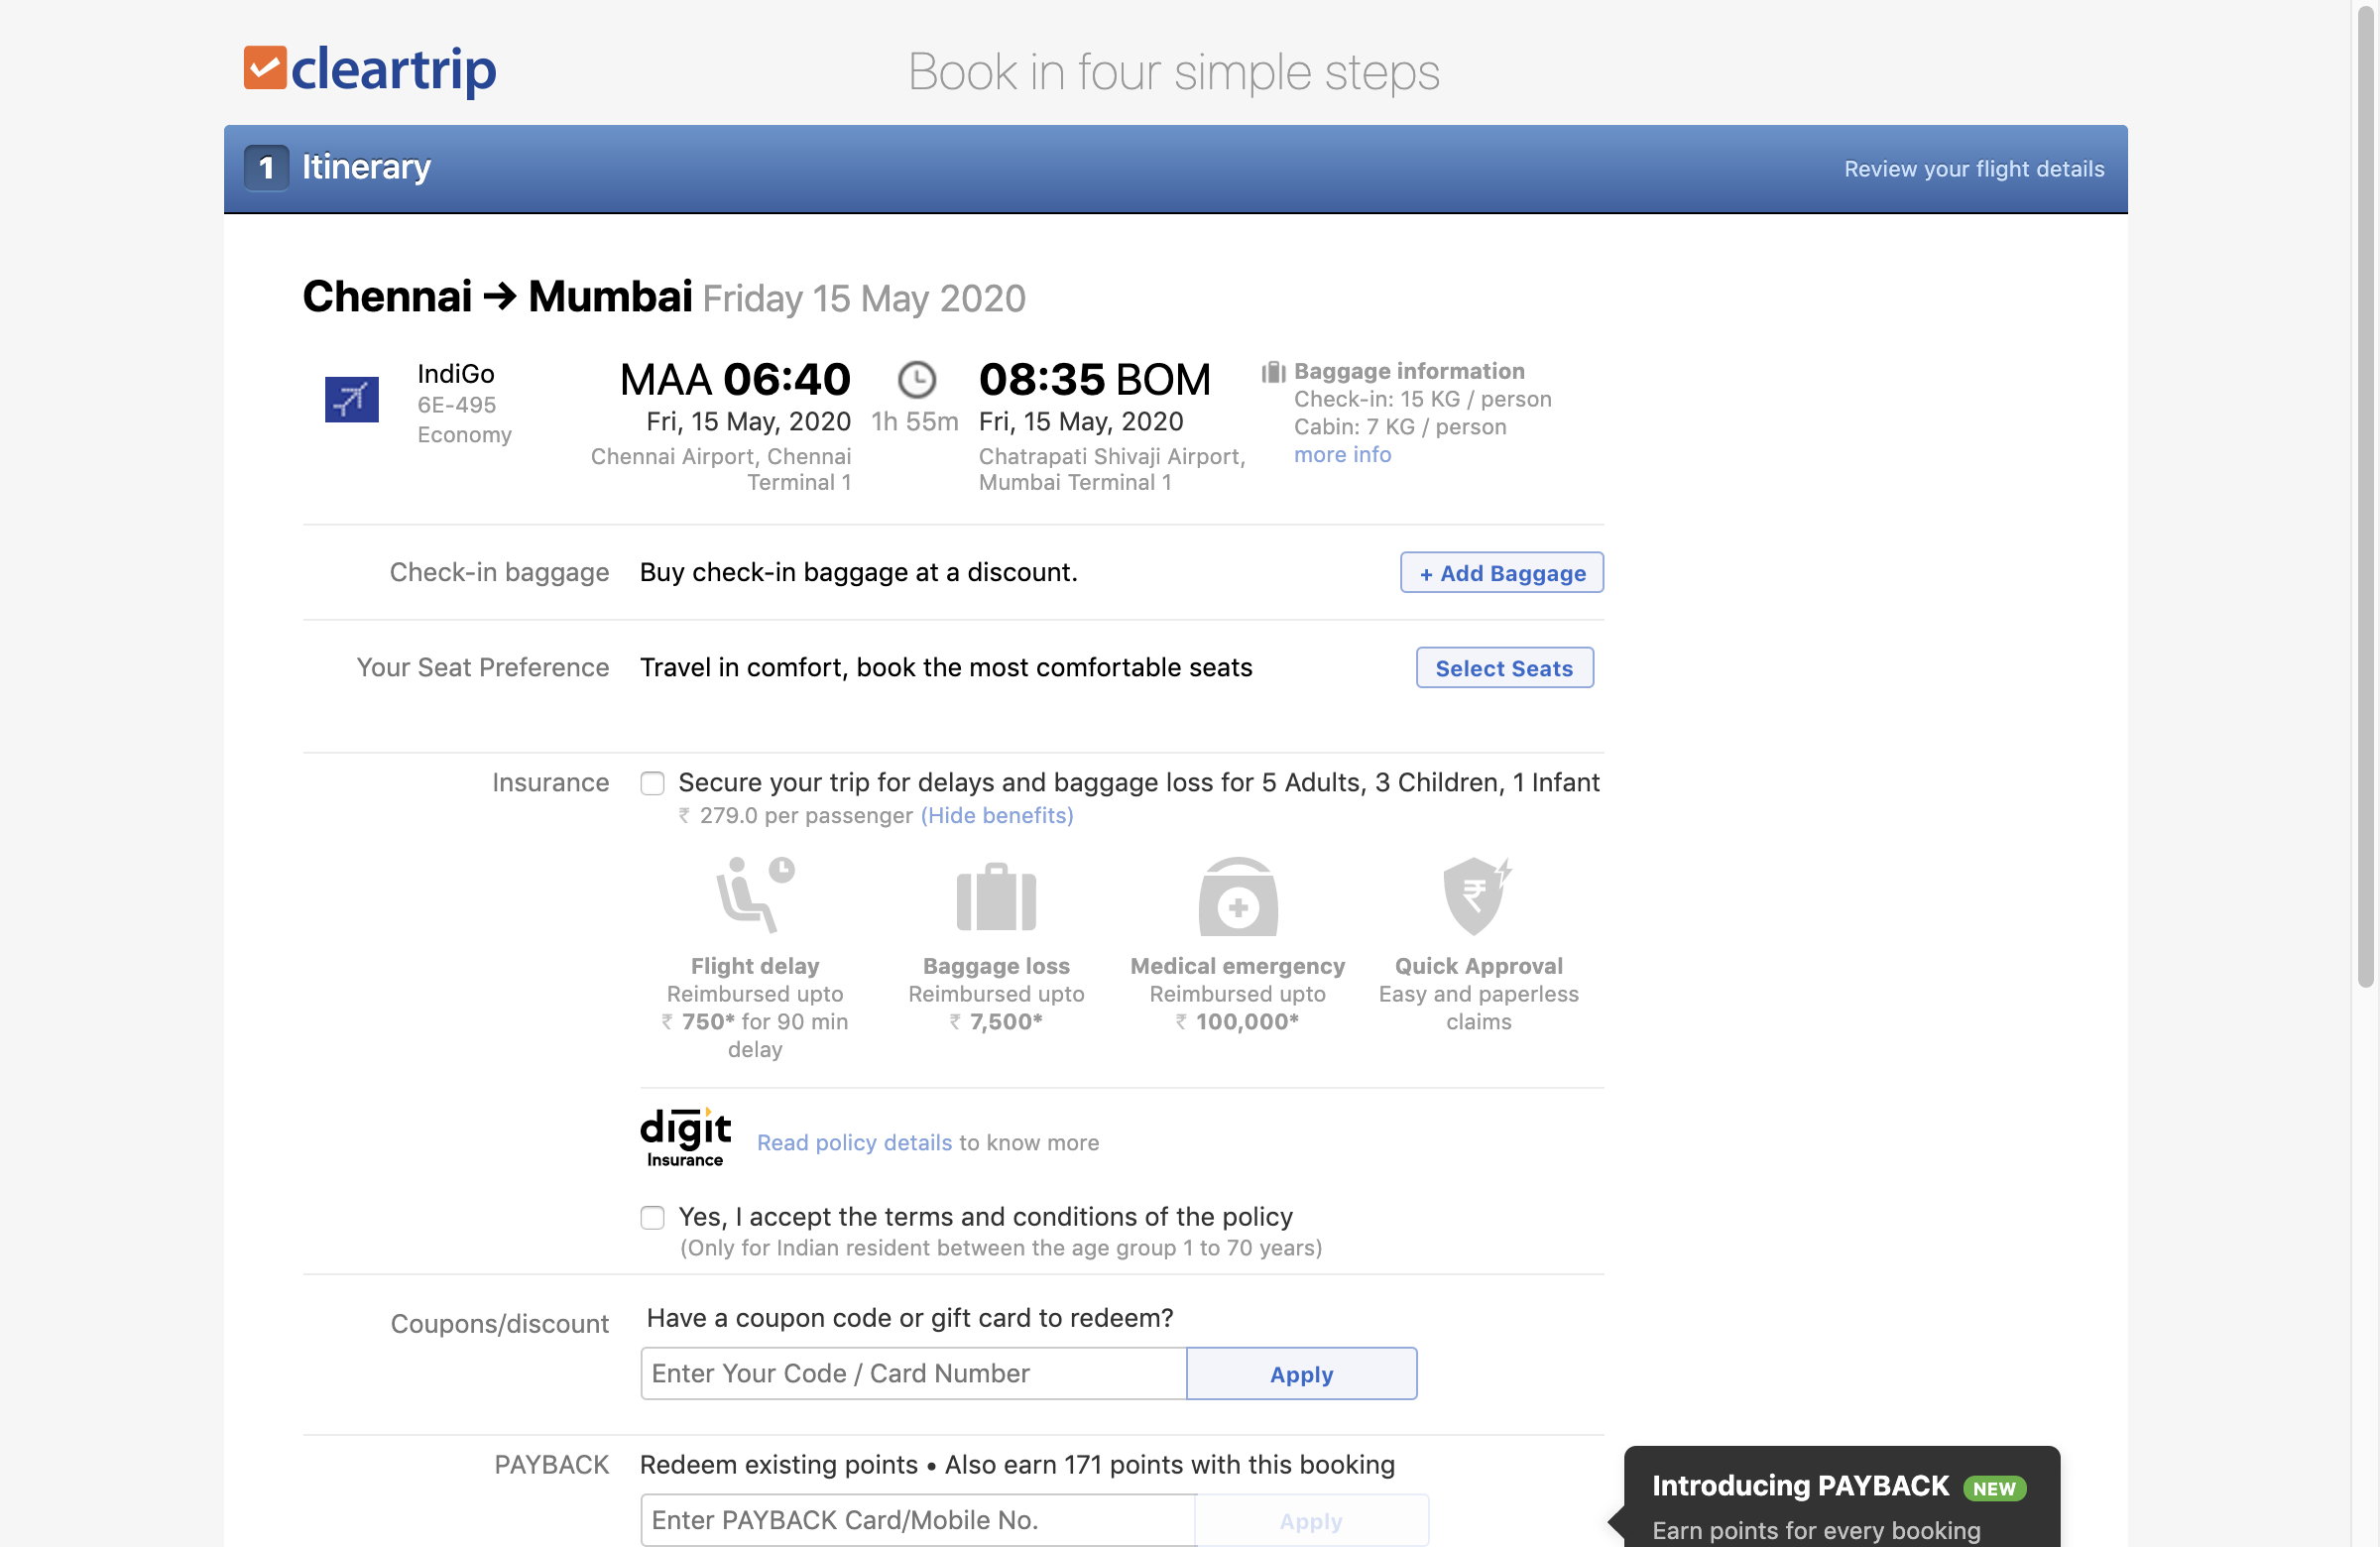 cleartrip
Book in four simple steps
1 Itinerary
Review your flight details
Chennai → Mumbai Friday 15 May 2020
IndiGo
6E-495
Economy
MAA 06:40
Fri, 15 May, 2020
Chennai Airport, Chennai
Terminal 1
1h 55m
08:35 BOM
Fri, 15 May, 2020
Chatrapati Shivaji Airport,
Mumbai Terminal 1
Baggage information
Check-in: 15 KG / person
Cabin: 7 KG / person
more info
Check-in baggage
Buy check-in baggage at a discount.
+ Add Baggage
Your Seat Preference
Travel in comfort, book the most comfortable seats
Select Seats
Insurance
Secure your trip for delays and baggage loss for 5 Adults, 3 Children, 1 Infant
₹ 279.0 per passenger (Hide benefits)
Flight delay
Reimbursed upto
₹ 750* for 90 min
delay
Baggage loss
Reimbursed upto
₹ 7,500*
Medical emergency
Reimbursed upto
₹ 100,000*
₹
Quick Approval
Easy and paperless
claims
digit
Insurance
Read policy details to know more
Yes, I accept the terms and conditions of the policy
(Only for Indian resident between the age group 1 to 70 years)
Coupons/discount
Have a coupon code or gift card to redeem?
Enter Your Code / Card Number
Apply
PAYBACK
Redeem existing points • Also earn 171 points with this booking
Enter PAYBACK Card/Mobile No.
Apply
Introducing PAYBACK NEW
Earn points for every booking